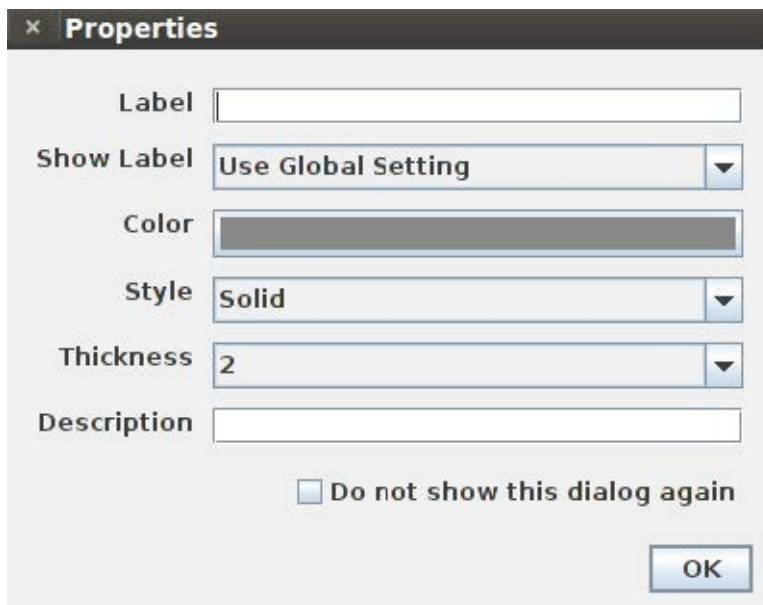 × Properties
Label
Show Label Use Global Setting
Color
Style Solid
Thickness 2
Description
Do not show this dialog again
OK